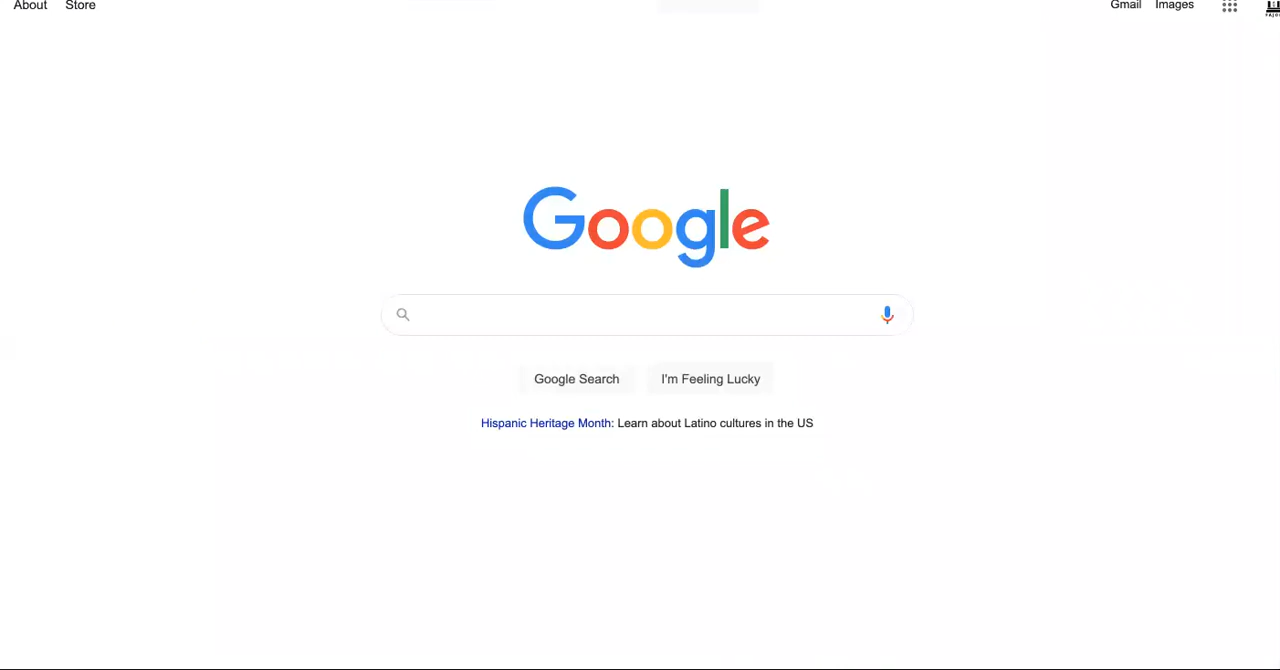 About Store Gmail Images
Google
Google Search I'm Feeling Lucky
Hispanic Heritage Month: Learn about Latino cultures in the US